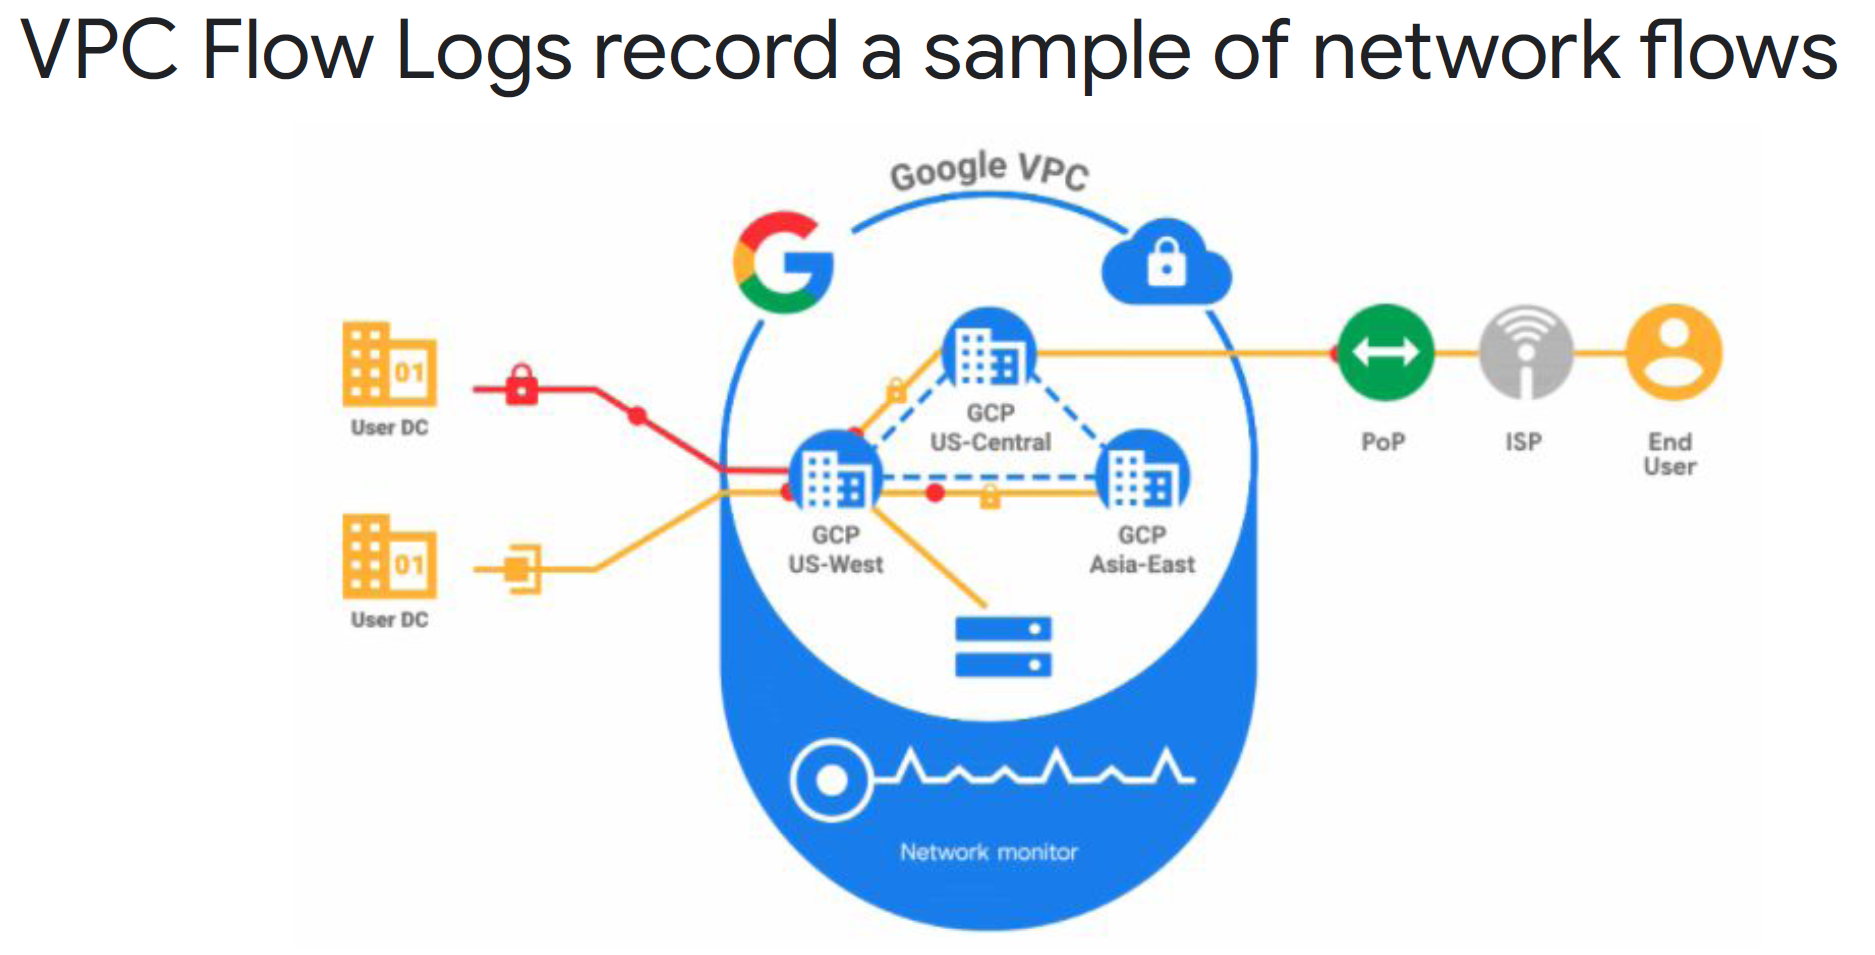 VPC Flow Logs record a sample of network flows
Google VPC
01
User DC
01
User DC
GCP
US-Central
GCP
US-West
GCP
Asia-East
PoP
ISP
End
User
Network monitor